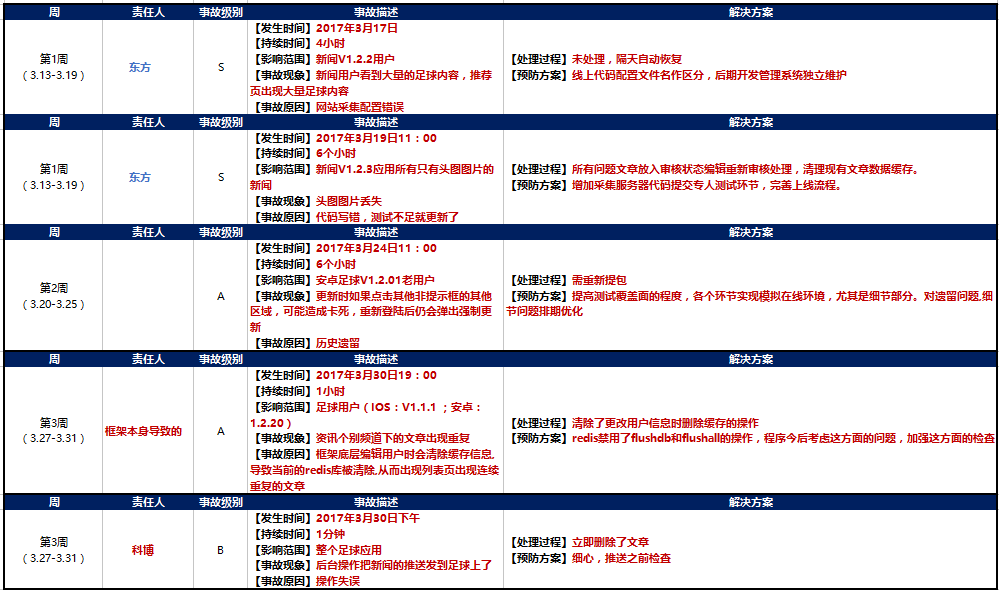 周 责任人 事故级别 事故描述 解决方案
第1周
（3.13-3.19）
东方
S
【发生时间】2017年3月17日
【持续时间】4小时
【影响范围】新闻V1.2.2用户
【事故现象】新闻用户看到大量的足球内容，推荐
页出现大量足球内容
【事故原因】网站采集配置错误
【处理过程】未处理，隔天自动恢复
【预防方案】线上代码配置文件名作区分，后期开发管理系统独立维护
周 责任人 事故级别 事故描述 解决方案
第1周
（3.13-3.19）
东方
S
【发生时间】2017年3月19日11：00
【持续时间】6个小时
【影响范围】新闻V1.2.3应用所有只有头图图片的
新闻
【事故现象】头图图片丢失
【事故原因】代码写错，测试不足就更新了
【处理过程】所有问题文章放入审核状态编辑重新审核处理，清理现有文章数据缓存。
【预防方案】增加采集服务器代码提交专人测试环节，完善上线流程。
周 责任人 事故级别 事故描述 解决方案
第2周
（3.20-3.25）
A
【发生时间】2017年3月24日11：00
【持续时间】6个小时
【影响范围】安卓足球V1.2.01老用户
【事故现象】更新时如果点击其他非提示框的其他
区域，可能造成卡死，重新登陆后仍会弹出强制更
新
【事故原因】历史遗留
【处理过程】需重新提包
【预防方案】提高测试覆盖面的程度，各个环节实现模拟在线环境，尤其是细节部分。对遗留问题,细
节问题排期优化
周 责任人 事故级别 事故描述 解决方案
第3周
（3.27-3.31）
框架本身导致的
A
【发生时间】2017年3月30日19：00
【持续时间】1小时
【影响范围】足球用户（IOS：V1.1.1 ；安卓：
1.2.20）
【事故现象】资讯个别频道下的文章出现重复
【事故原因】框架底层编辑用户时会清除缓存信息,
导致当前的redis库被清除,从而出现列表页出现连续
重复的文章
【处理过程】清除了更改用户信息时删除缓存的操作
【预防方案】redis禁用了flushdb和flushall的操作，程序今后考虑这方面的问题，加强这方面的检查
周 责任人 事故级别 事故描述 解决方案
第3周
（3.27-3.31）
科博
B
【发生时间】2017年3月30日下午
【持续时间】1分钟
【影响范围】整个足球应用
【事故现象】后台操作把新闻的推送发到足球上了
【事故原因】操作失误
【处理过程】立即删除了文章
【预防方案】细心，推送之前检查